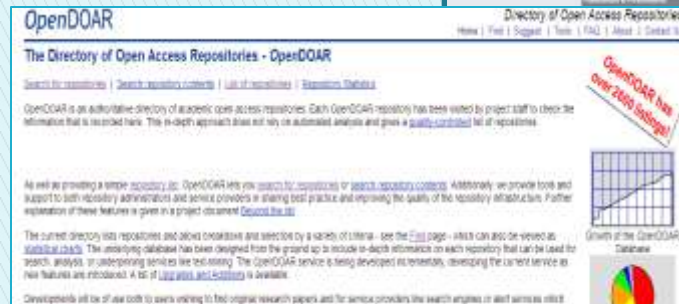 OpenDOAR
Directory of Open Access Repositories
Home | Find | Suggest | Tools | FAQ | About | Contact Us
The Directory of Open Access Repositories - OpenDOAR
Search for repositories | Search repository contents | List of repositories | Repository Statistics
OpenDOAR is an authoritative directory of academic open access repositories. Each OpenDOAR repository has been visited by project staff to check the
information that is recorded here. This in-depth approach does not rely on automated analysis and gives a quality-controlled list of repositories.
OpenDOAR has
over 2600 listings!
As well as providing a simple repository list, OpenDOAR lets you search for repositories or search repository contents. Additionally, we provide tools and
support to both repository administrators and service providers in sharing best practice and improving the quality of the repository infrastructure. Further
explanation of these features is given in a project document Beyond the list.
The current directory lists repositories and allows breakdown and selection by a variety of criteria - see the Find page - which can also be viewed as
statistical charts. The underlying database has been designed from the ground up to include in-depth information on each repository that can be used for
search, analysis, or underpinning services like text-mining. The OpenDOAR service is being developed incrementally, developing the current service as
new features are introduced. A list of Upgrades and Additions is available.
Growth of the OpenDOAR
Database
Developments will be of use both to users wishing to find original research papers and for service providers like search engines or alert services which